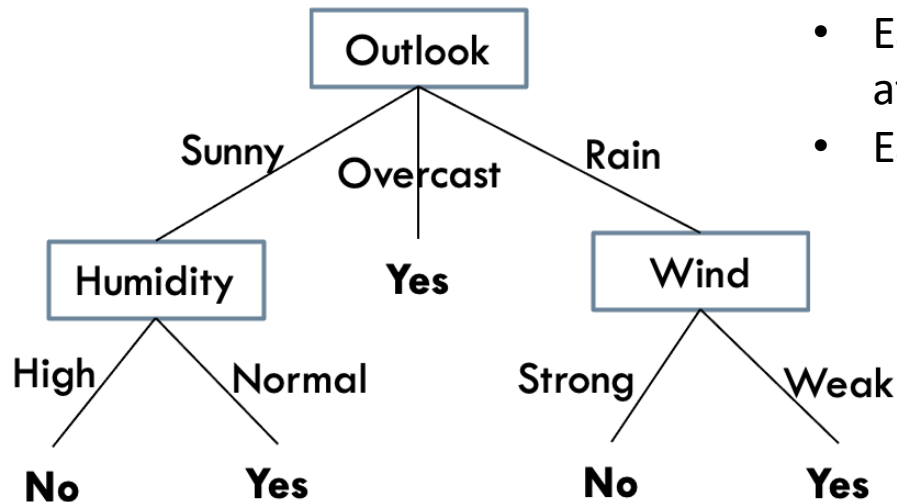 Outlook
Sunny
Overcast
Rain
Humidity
Yes
Wind
High
Normal
Strong
Weak
No
Yes
No
Yes